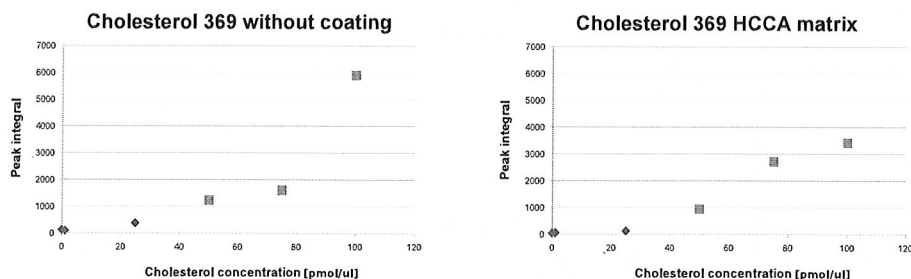 Cholesterol 369 without coating
7000
6000
5000
4000
3000
2000
1000
0
Peak integral
0 20 40 60 80 100 120
Cholesterol concentration [pmol/ul]
Cholesterol 369 HCCA matrix
7000
6000
5000
4000
3000
2000
1000
0
Peak integral
0 20 40 60 80 100 120
Cholesterol concentration [pmol/ul]